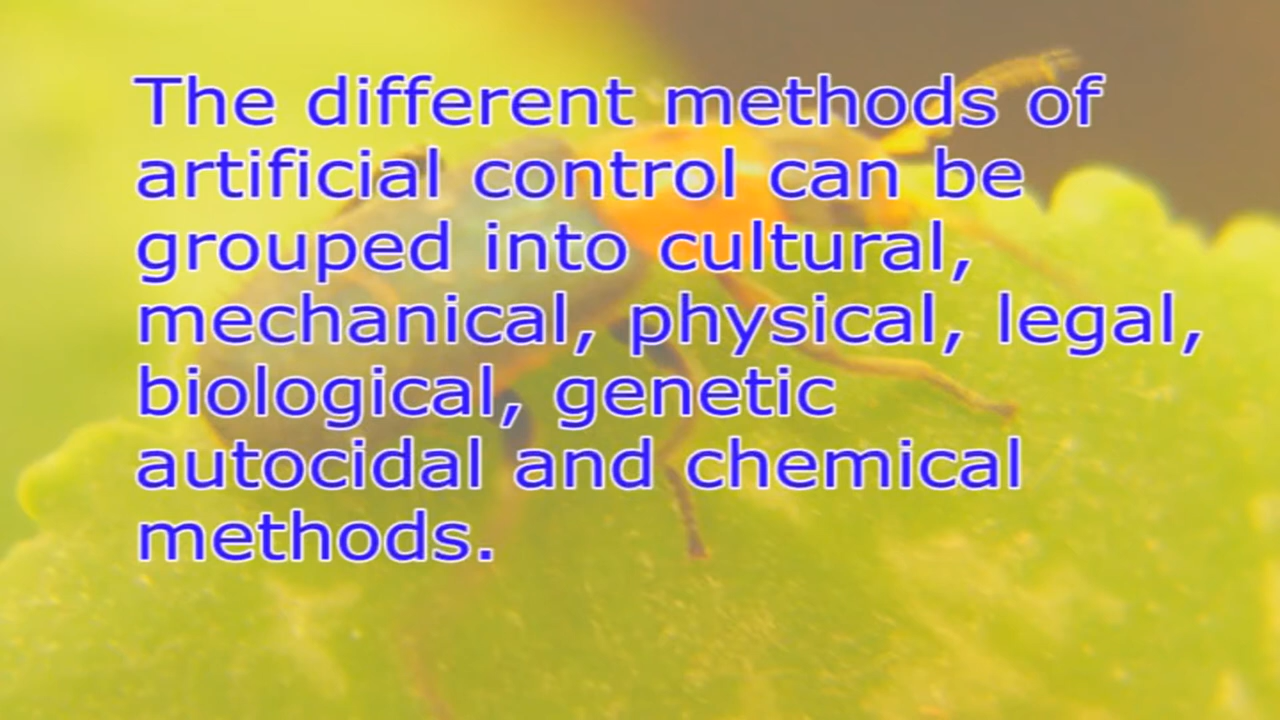 The different methods of
artificial control can be
grouped into cultural,
mechanical, physical, legal,
biological, genetic
autocidal and chemical
methods.